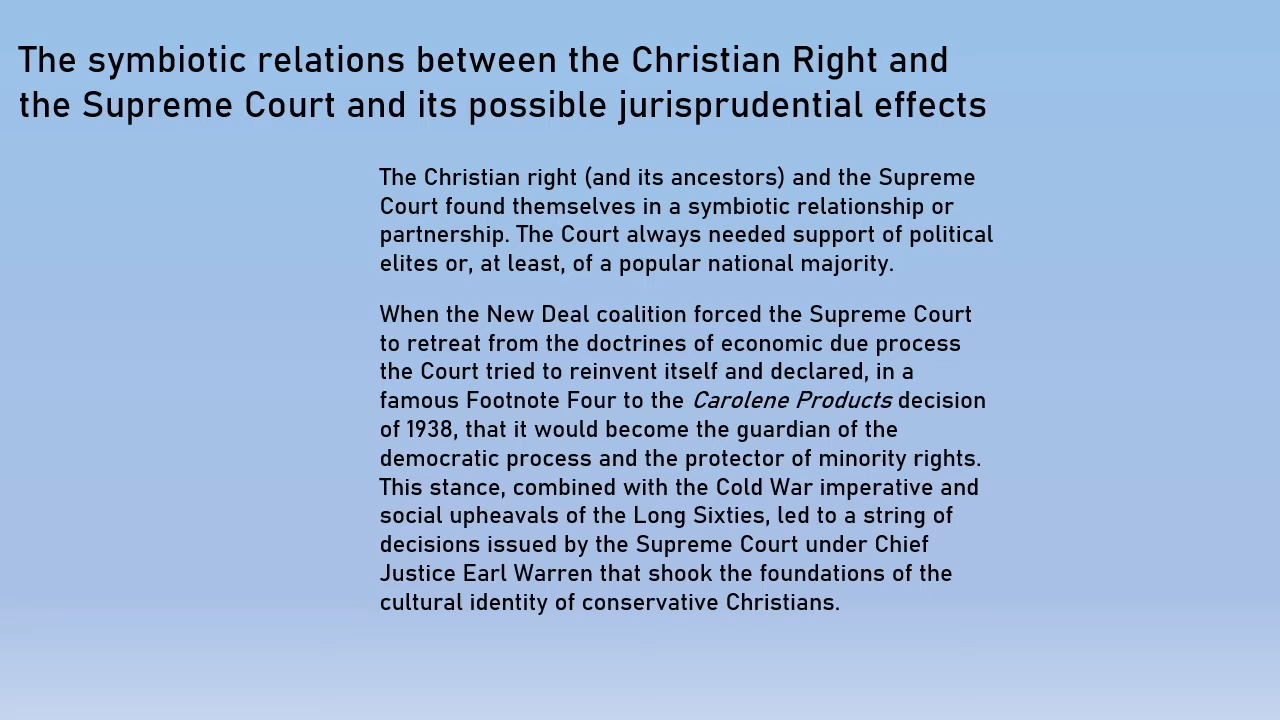 The symbiotic relations between the Christian Right and
the Supreme Court and its possible jurisprudential effects
The Christian right (and its ancestors) and the Supreme
Court found themselves in a symbiotic relationship or
partnership. The Court always needed support of political
elites or, at least, of a popular national majority.
When the New Deal coalition forced the Supreme Court
to retreat from the doctrines of economic due process
the Court tried to reinvent itself and declared, in a
famous Footnote Four to the Carolene Products decision
of 1938, that it would become the guardian of the
democratic process and the protector of minority rights.
This stance, combined with the Cold War imperative and
social upheavals of the Long Sixties, led to a string of
decisions issued by the Supreme Court under Chief
Justice Earl Warren that shook the foundations of the
cultural identity of conservative Christians.